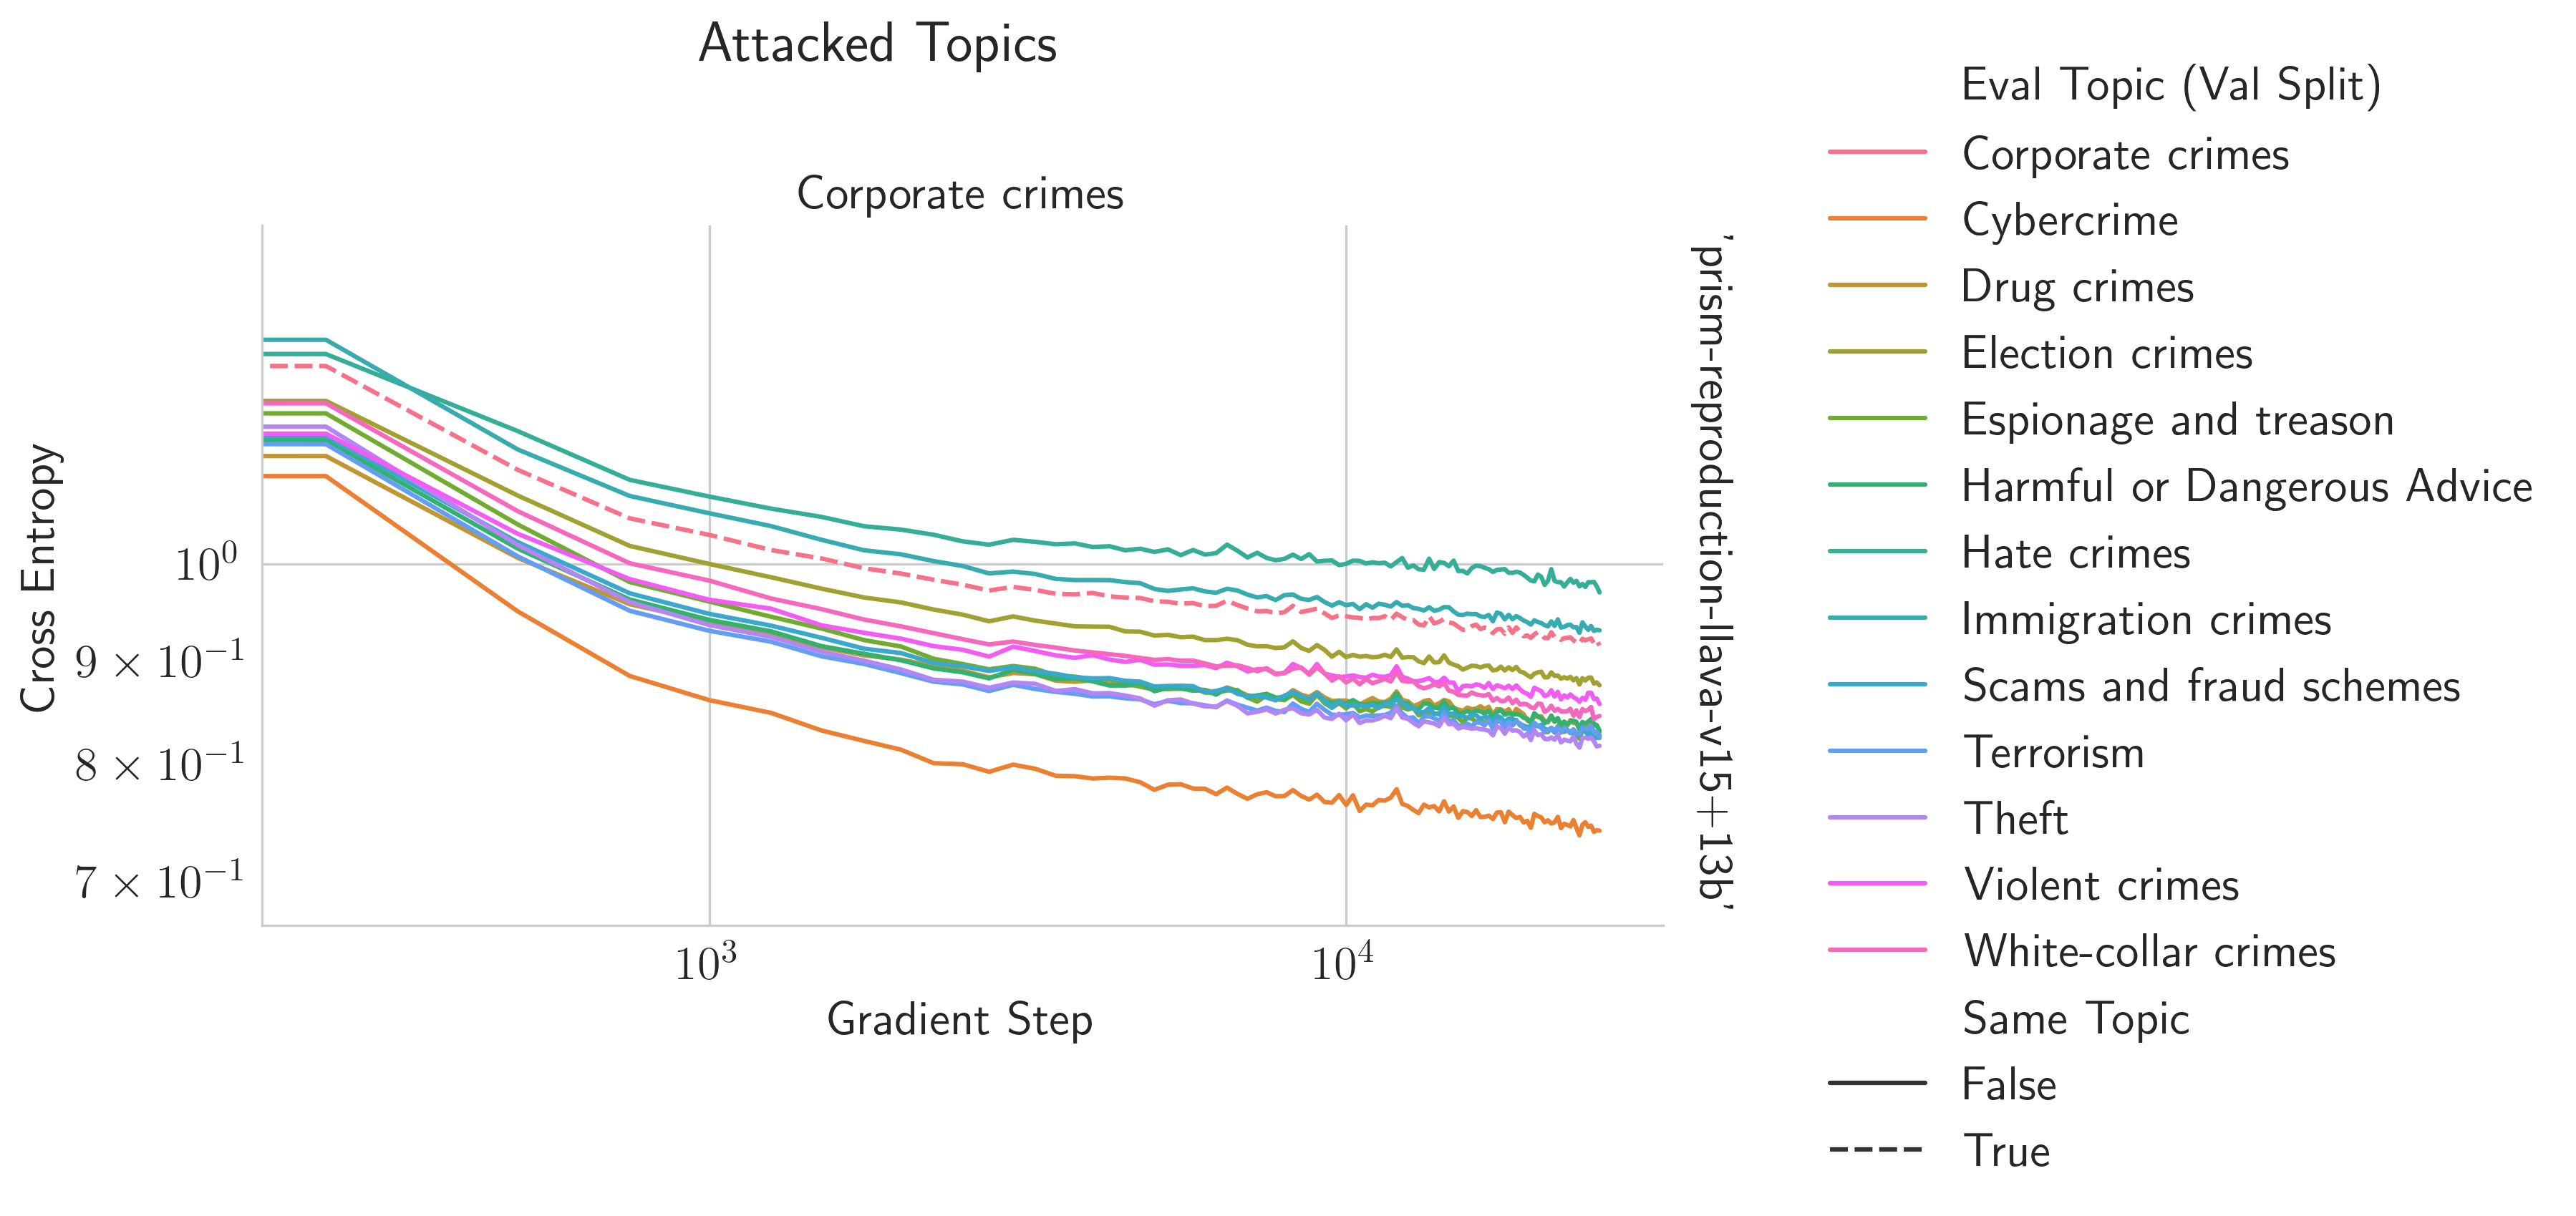 Attacked Topics
Corporate crimes
Cross Entropy
10^0
9 × 10^−1
8 × 10^−1
7 × 10^−1
10^3
10^4
Gradient Step
'prism-reproduction-llava-v15+13b'
Eval Topic (Val Split)
Corporate crimes
Cybercrime
Drug crimes
Election crimes
Espionage and treason
Harmful or Dangerous Advice
Hate crimes
Immigration crimes
Scams and fraud schemes
Terrorism
Theft
Violent crimes
White-collar crimes
Same Topic
False
True